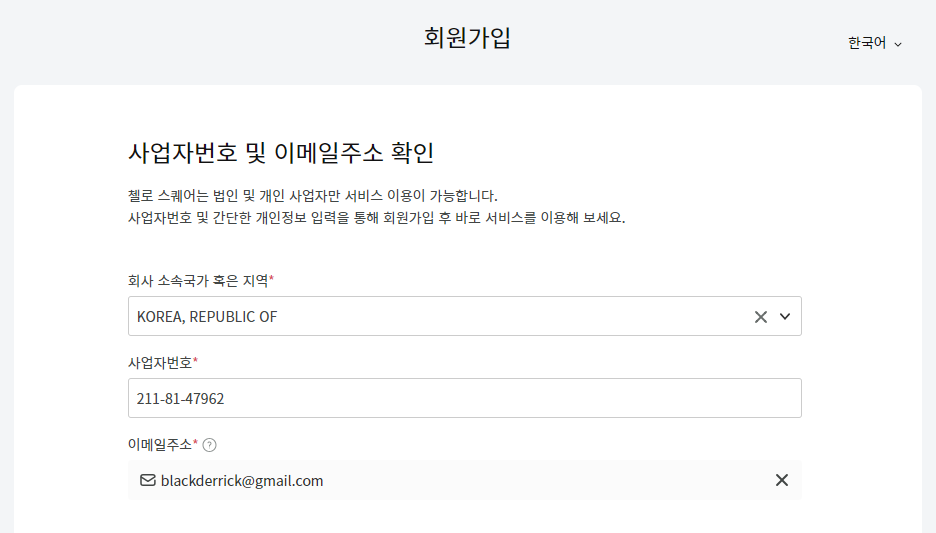 회원가입
한국어
사업자번호 및 이메일주소 확인
첼로 스퀘어는 법인 및 개인 사업자만 서비스 이용이 가능합니다.
사업자번호 및 간단한 개인정보 입력을 통해 회원가입 후 바로 서비스를 이용해 보세요.
회사 소속국가 혹은 지역*
KOREA, REPUBLIC OF
사업자번호*
211-81-47962
이메일주소* ?
blackderrick@gmail.com